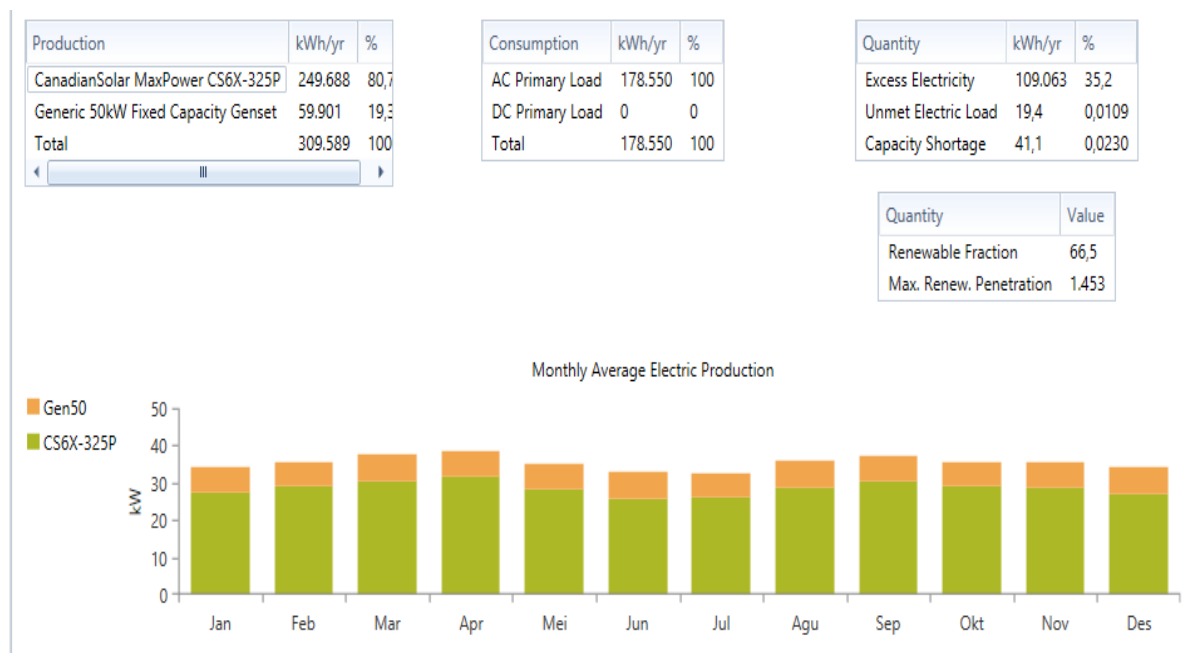 Production kWh/yr %
CanadianSolar MaxPower CS6X-325P 249.688 80,7
Generic 50kW Fixed Capacity Genset 59.901 19,3
Total 309.589 100
Consumption kWh/yr %
AC Primary Load 178.550 100
DC Primary Load 0 0
Total 178.550 100
Quantity kWh/yr %
Excess Electricity 109.063 35,2
Unmet Electric Load 19,4 0,0109
Capacity Shortage 41,1 0,0230
Quantity Value
Renewable Fraction 66,5
Max. Renew. Penetration 1.453
Monthly Average Electric Production
Gen50
CS6X-325P
kW
50
40
30
20
10
0
Jan Feb Mar Apr Mei Jun Jul Agu Sep Okt Nov Des